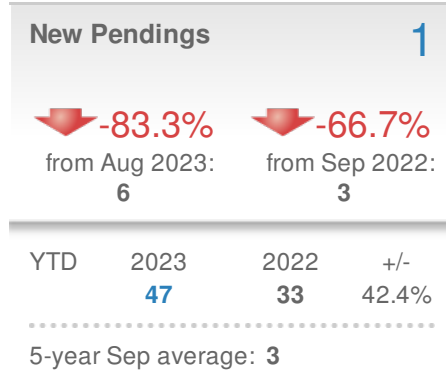 New Pendings 1
-83.3% -66.7%
from Aug 2023: from Sep 2022:
6 3
YTD 2023 2022 +/-
47 33 42.4%
5-year Sep average: 3